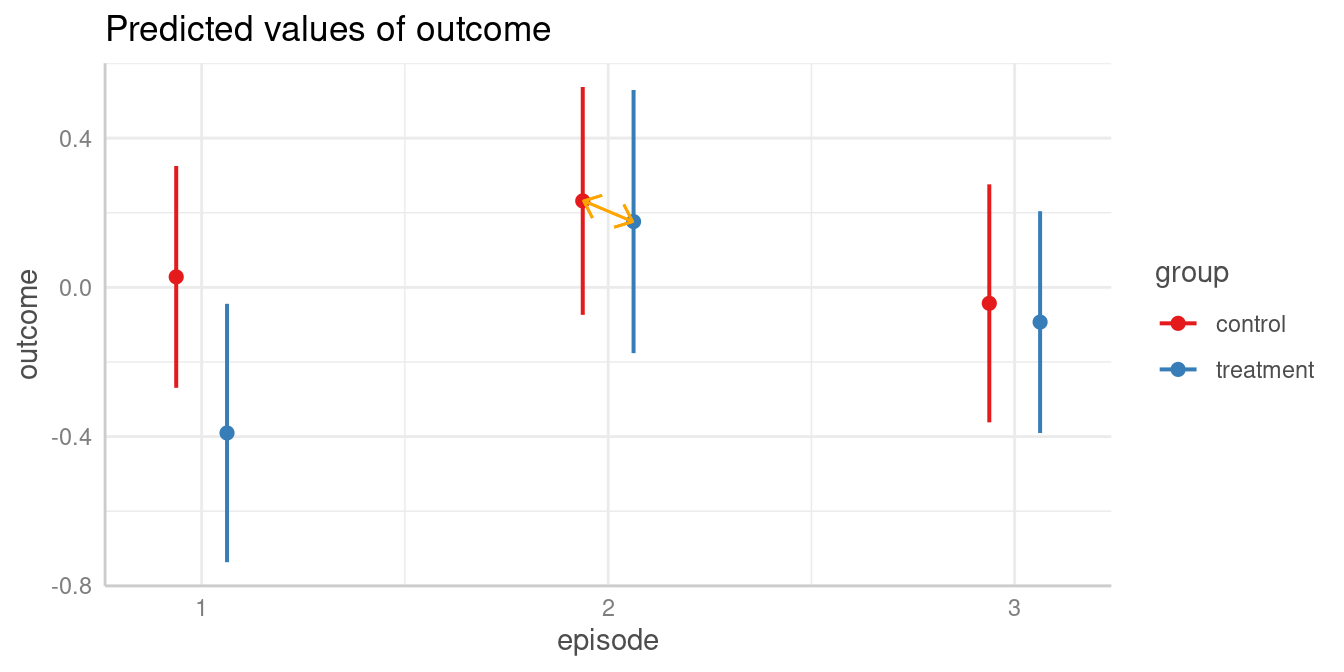 Predicted values of outcome
outcome
0.4
0.0
-0.4
-0.8
1
2
3
episode
group
control
treatment